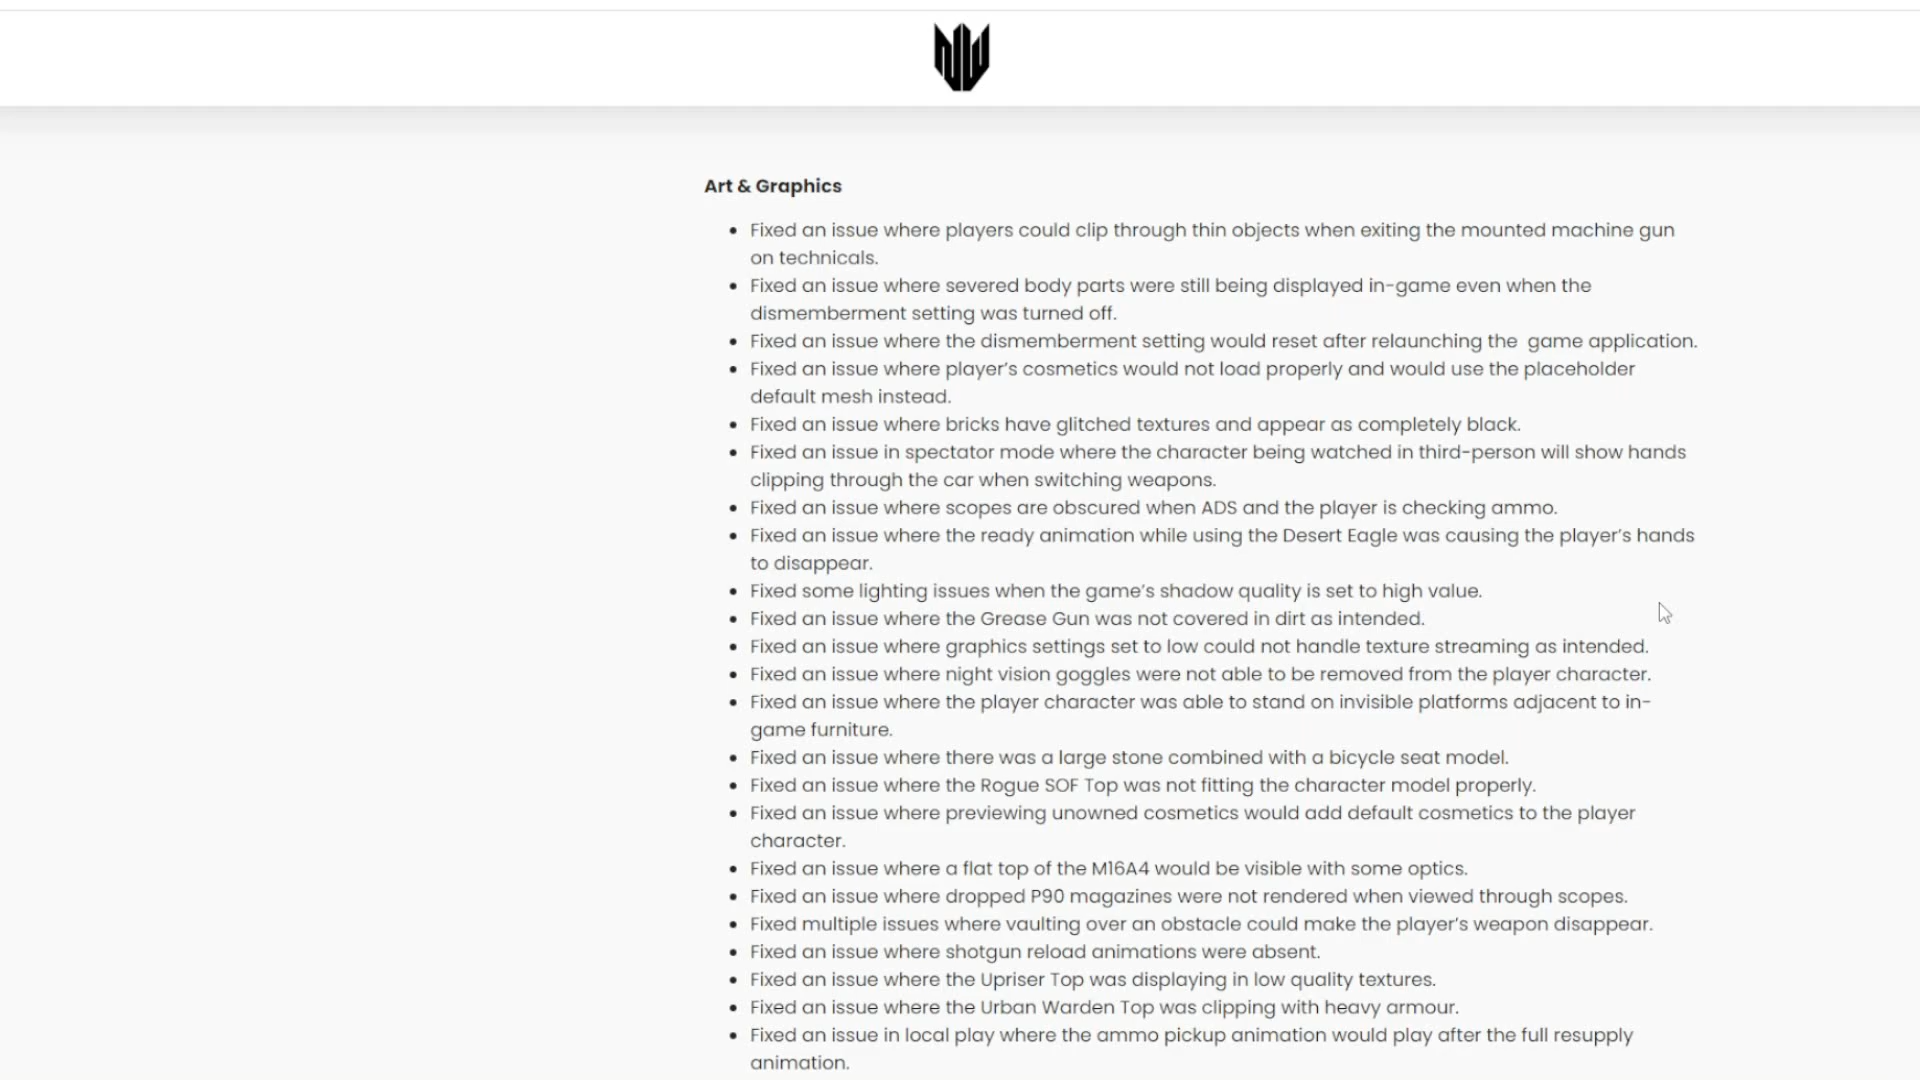 Art & Graphics
Fixed an issue where players could clip through thin objects when exiting the mounted machine gun
on technicals.
Fixed an issue where severed body parts were still being displayed in-game even when the
dismemberment setting was turned off.
Fixed an issue where the dismemberment setting would reset after relaunching the  game application.
Fixed an issue where player’s cosmetics would not load properly and would use the placeholder
default mesh instead.
Fixed an issue where bricks have glitched textures and appear as completely black.
Fixed an issue in spectator mode where the character being watched in third-person will show hands
clipping through the car when switching weapons.
Fixed an issue where scopes are obscured when ADS and the player is checking ammo.
Fixed an issue where the ready animation while using the Desert Eagle was causing the player’s hands
to disappear.
Fixed some lighting issues when the game’s shadow quality is set to high value.
Fixed an issue where the Grease Gun was not covered in dirt as intended.
Fixed an issue where graphics settings set to low could not handle texture streaming as intended.
Fixed an issue where night vision goggles were not able to be removed from the player character.
Fixed an issue where the player character was able to stand on invisible platforms adjacent to in-
game furniture.
Fixed an issue where there was a large stone combined with a bicycle seat model.
Fixed an issue where the Rogue SOF Top was not fitting the character model properly.
Fixed an issue where previewing unowned cosmetics would add default cosmetics to the player
character.
Fixed an issue where a flat top of the M16A4 would be visible with some optics.
Fixed an issue where dropped P90 magazines were not rendered when viewed through scopes.
Fixed multiple issues where vaulting over an obstacle could make the player’s weapon disappear.
Fixed an issue where shotgun reload animations were absent.
Fixed an issue where the Upriser Top was displaying in low quality textures.
Fixed an issue where the Urban Warden Top was clipping with heavy armour.
Fixed an issue in local play where the ammo pickup animation would play after the full resupply
animation.